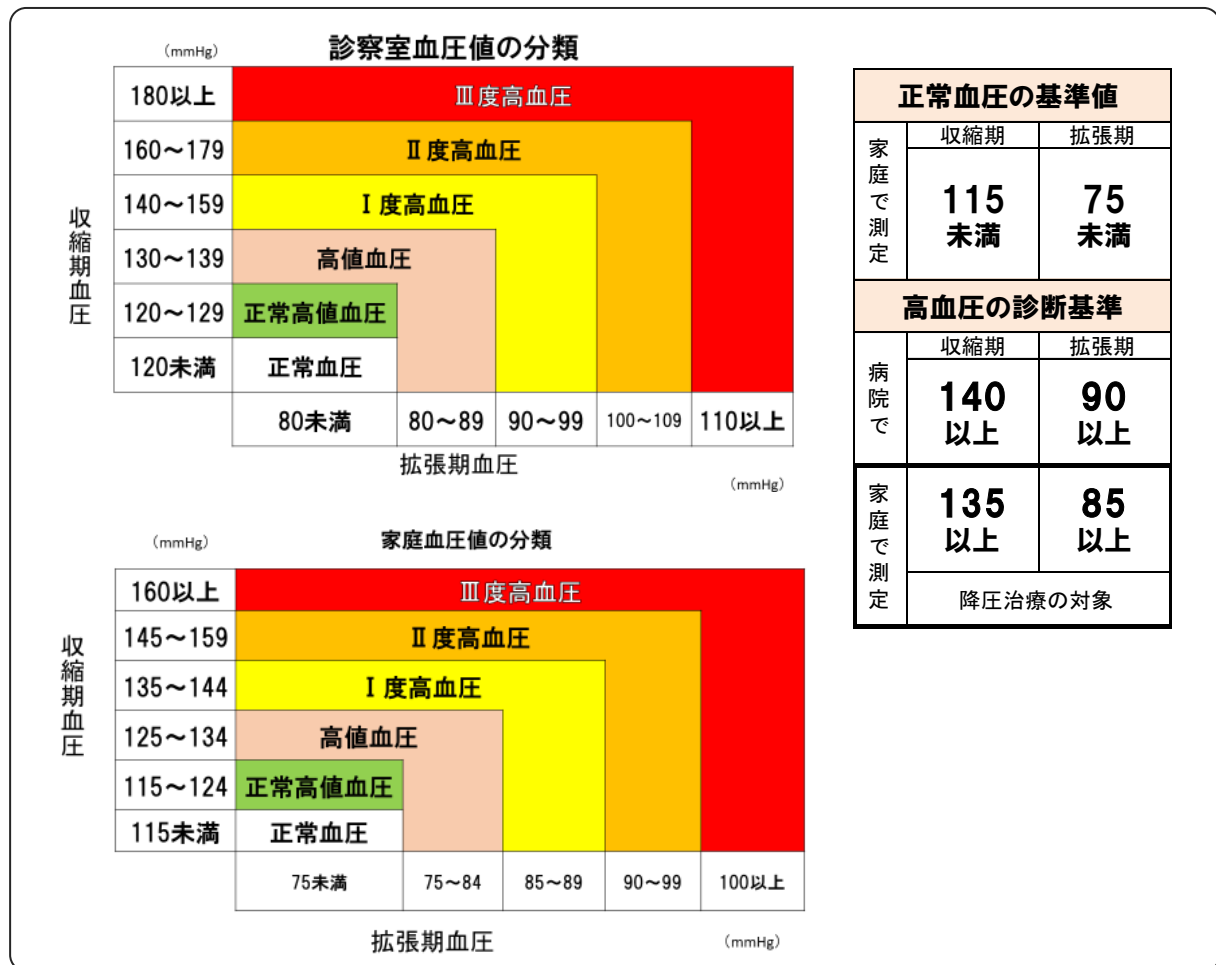 診察室血圧値の分類
(mmHg)
収縮期血圧
180以上
Ⅲ度高血圧
160～179
Ⅱ度高血圧
140～159
Ⅰ度高血圧
130～139
高値血圧
120～129
正常高値血圧
120未満
正常血圧
80未満 80～89 90～99 100～109 110以上
拡張期血圧
(mmHg)
家庭血圧値の分類
(mmHg)
収縮期血圧
160以上
Ⅲ度高血圧
145～159
Ⅱ度高血圧
135～144
Ⅰ度高血圧
125～134
高値血圧
115～124
正常高値血圧
115未満
正常血圧
75未満 75～84 85～89 90～99 100以上
拡張期血圧
(mmHg)
正常血圧の基準値
家庭で測定
収縮期 拡張期
115 75
未満 未満
高血圧の診断基準
病院で
収縮期 拡張期
140 90
以上 以上
家庭で測定
135 85
以上 以上
降圧治療の対象